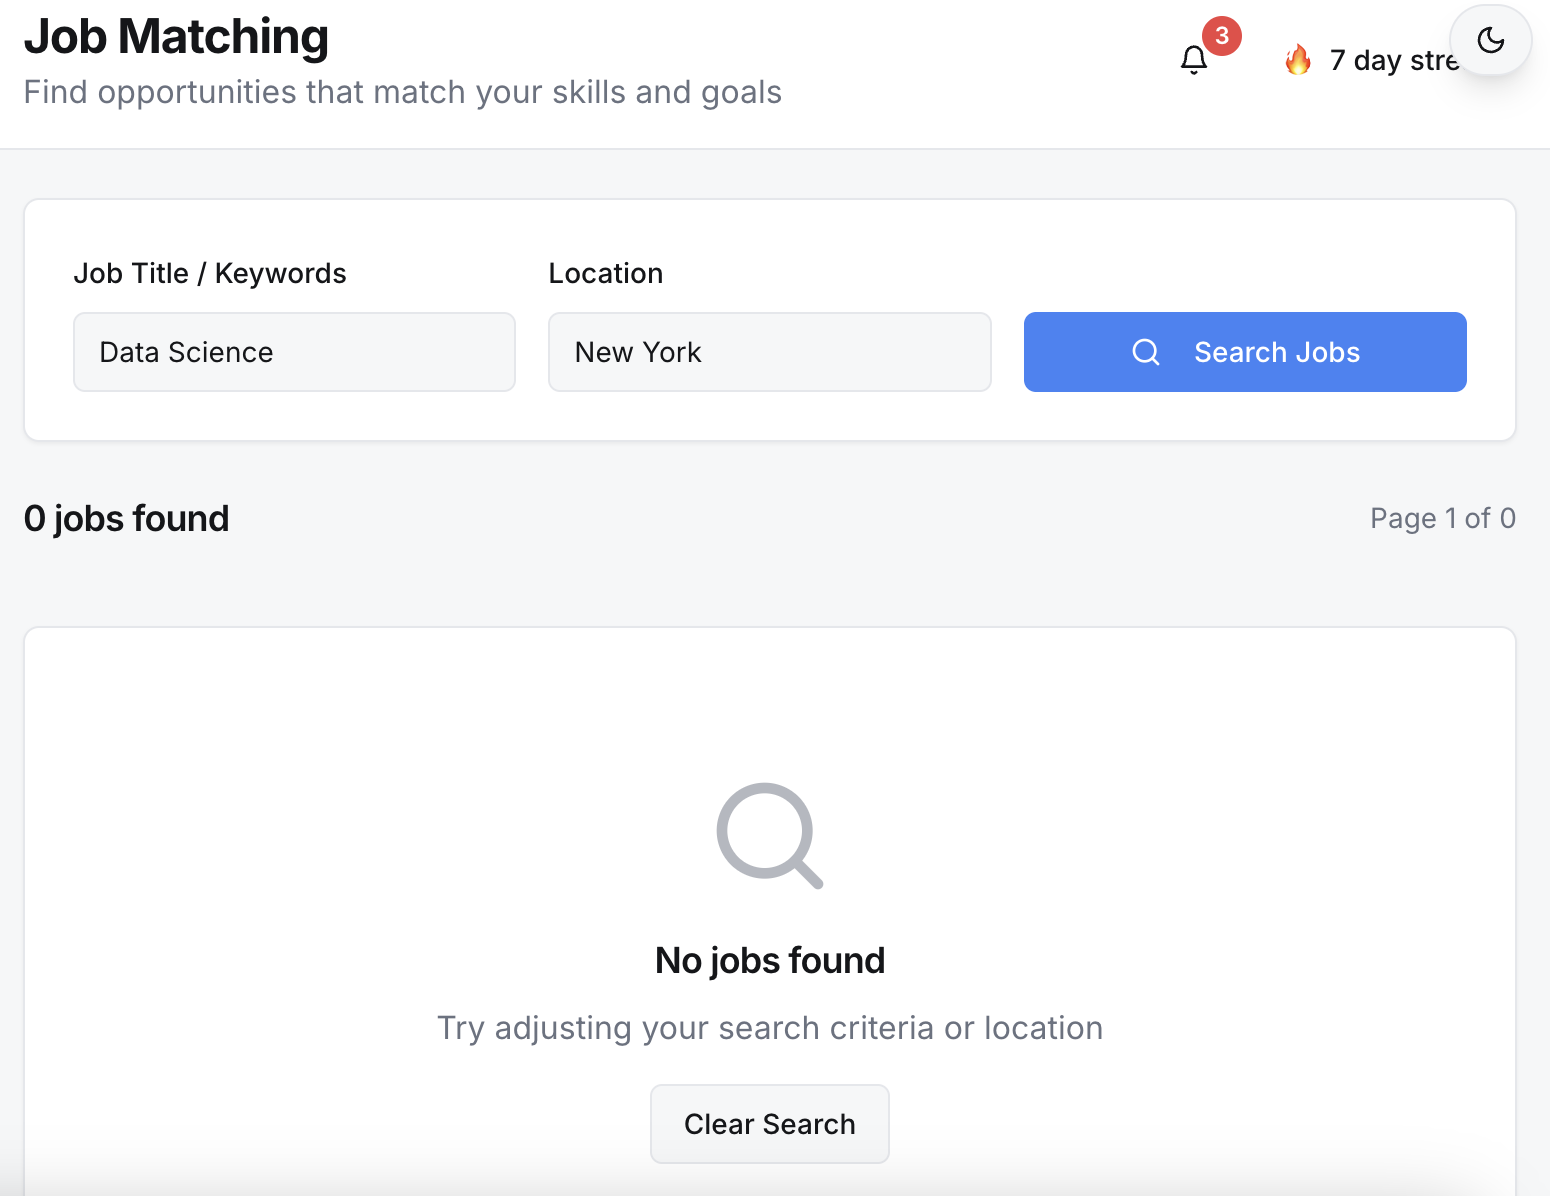 Job Matching
Find opportunities that match your skills and goals
3
7 day stre
Job Title / Keywords
Location
Data Science
New York
Search Jobs
0 jobs found
Page 1 of 0
No jobs found
Try adjusting your search criteria or location
Clear Search